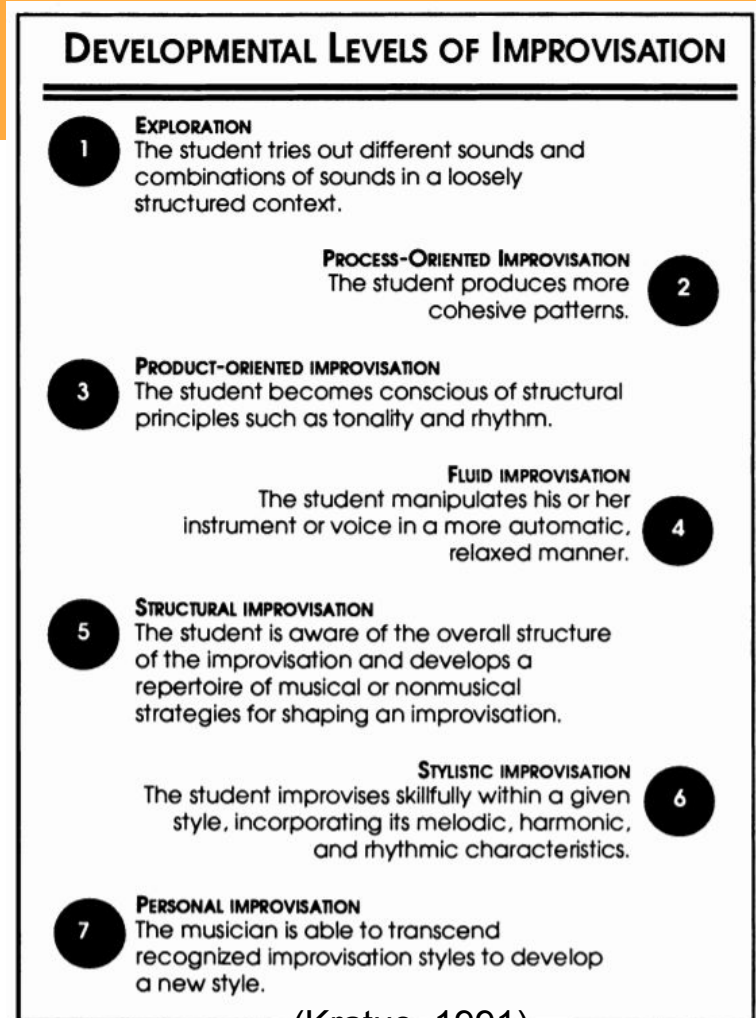 DEVELOPMENTAL LEVELS OF IMPROVISATION
1
EXPLORATION
The student tries out different sounds and
combinations of sounds in a loosely
structured context.
PROCESS-ORIENTED IMPROVISATION
The student produces more
cohesive patterns.
2
PRODUCT-ORIENTED IMPROVISATION
3
The student becomes conscious of structural
principles such as tonality and rhythm.
FLUID IMPROVISATION
The student manipulates his or her
instrument or voice in a more automatic,
relaxed manner.
4
STRUCTURAL IMPROVISATION
5
The student is aware of the overall structure
of the improvisation and develops a
repertoire of musical or nonmusical
strategies for shaping an improvisation.
STYLISTIC IMPROVISATION
The student improvises skillfully within a given
style, incorporating its melodic, harmonic,
and rhythmic characteristics.
6
PERSONAL IMPROVISATION
7
The musician is able to transcend
recognized improvisation styles to develop
a new style.
(Kratus, 1991)